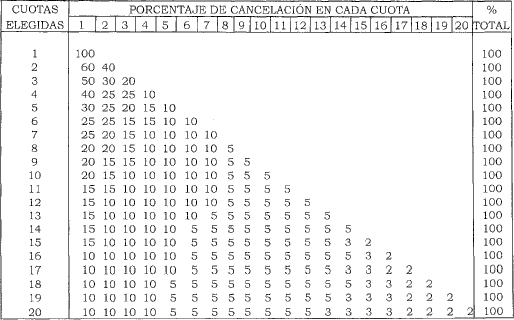 CUOTAS ELEGIDAS PORCENTAJE DE CANCELACIÓN EN CADA CUOTA % TOTAL
1 2 3 4 5 6 7 8 9 10 11 12 13 14 15 16 17 18 19 20
1 100 100
2 60 40 100
3 50 30 20 100
4 40 25 25 10 100
5 30 25 20 15 10 100
6 25 25 15 15 10 10 100
7 25 20 15 10 10 10 10 100
8 20 20 15 10 10 10 10 5 100
9 20 15 15 10 10 10 10 5 5 100
10 20 15 10 10 10 10 10 5 5 5 100
11 15 15 10 10 10 10 10 5 5 5 5 100
12 15 10 10 10 10 10 10 5 5 5 5 5 100
13 15 10 10 10 10 10 5 5 5 5 5 5 5 100
14 15 10 10 10 10 5 5 5 5 5 5 5 5 5 100
15 15 10 10 10 10 5 5 5 5 5 5 5 5 3 2 100
16 10 10 10 10 10 5 5 5 5 5 5 5 5 5 3 2 100
17 10 10 10 10 10 5 5 5 5 5 5 5 5 3 3 2 2 100
18 10 10 10 10 5 5 5 5 5 5 5 5 5 5 3 3 2 2 100
19 10 10 10 10 5 5 5 5 5 5 5 5 5 3 3 3 2 2 2 100
20 10 10 10 10 5 5 5 5 5 5 5 5 3 3 3 3 2 2 2 2 100